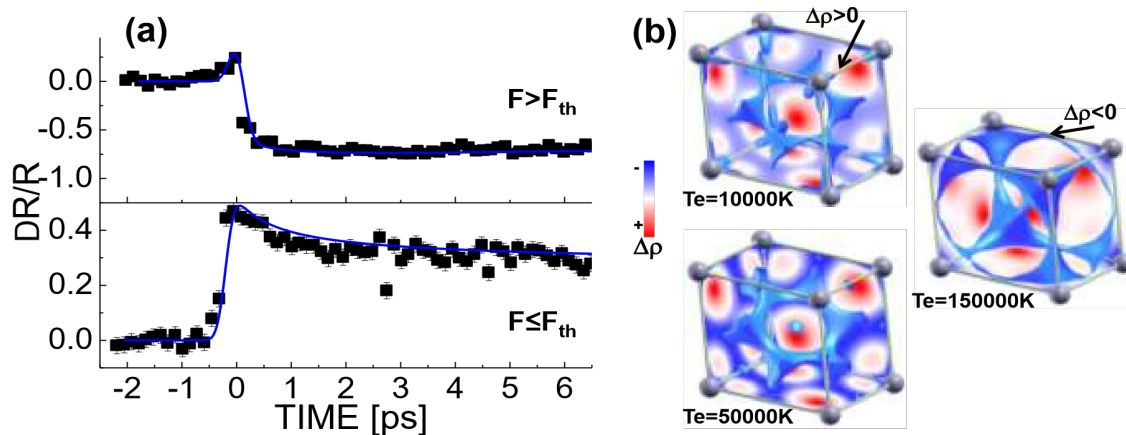 (a)
0.0
-0.5
-1.0
F>Fth
DR/R
0.4
0.2
0.0
F≤Fth
-2 -1 0 1 2 3 4 5 6
TIME [ps]
(b)
Δρ>0
Te=10000K
Δρ<0
-
+
Δρ
Te=150000K
Te=50000K